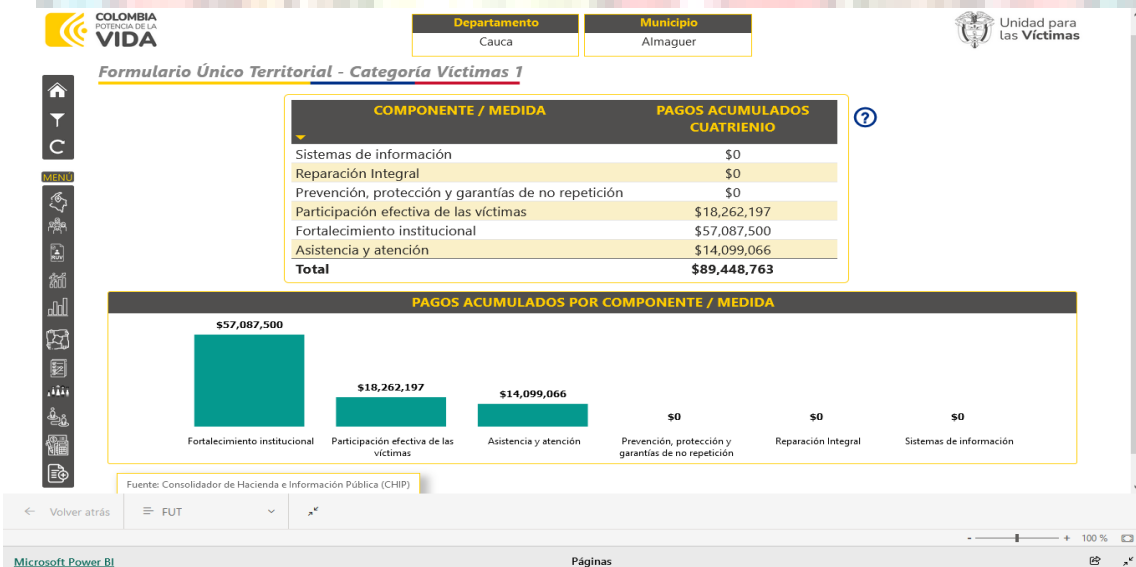 COLOMBIA
POTENCIA DE LA
VIDA
Departamento
Cauca
Municipio
Almaguer
Unidad para
las Víctimas
Formulario Único Territorial - Categoría Víctimas 1
COMPONENTE / MEDIDA PAGOS ACUMULADOS
CUATRIENIO
Sistemas de información $0
Reparación Integral $0
Prevención, protección y garantías de no repetición $0
Participación efectiva de las víctimas $18,262,197
Fortalecimiento institucional $57,087,500
Asistencia y atención $14,099,066
Total $89,448,763
?
MENÚ
RUV
PAGOS ACUMULADOS POR COMPONENTE / MEDIDA
$57,087,500
$18,262,197
$14,099,066
$0
$0
$0
Fortalecimiento institucional
Participación efectiva de las
víctimas
Asistencia y atención
Prevención, protección y
garantías de no repetición
Reparación Integral
Sistemas de información
Fuente: Consolidador de Hacienda e Información Pública (CHIP)
Volver atrás
FUT
- + 100 %
Microsoft Power BI
Páginas